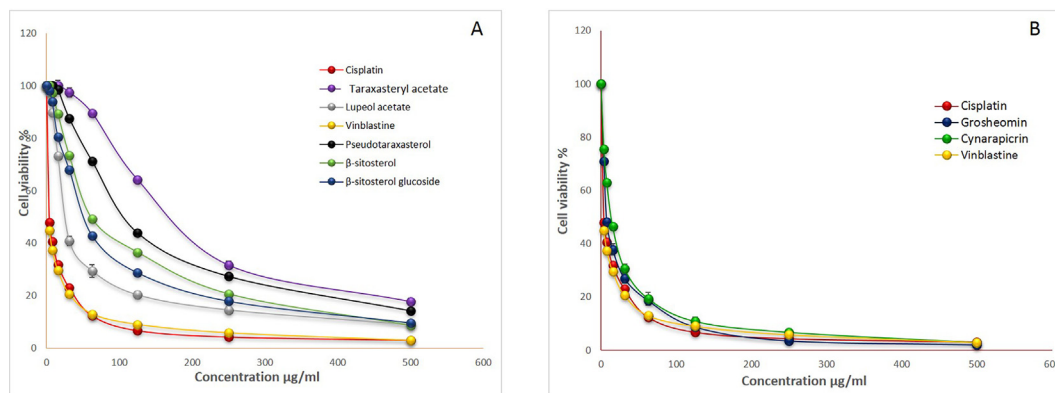 A
120
100
80
60
40
20
0
Cell viability %
0 100 200 300 400 500 600
Concentration µg/ml
Cisplatin
Taraxasteryl acetate
Lupeol acetate
Vinblastine
Pseudotaraxasterol
β-sitosterol
β-sitosterol glucoside
B
120
100
80
60
40
20
0
Cell viability %
0 100 200 300 400 500 600
Concentration µg/ml
Cisplatin
Grosheomin
Cynarapicrin
Vinblastine